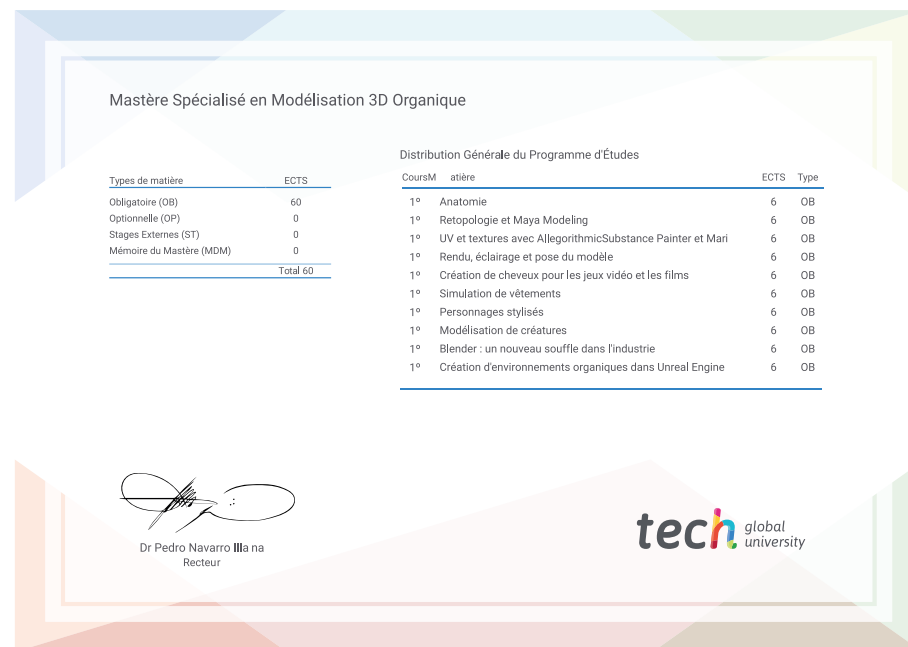 Mastère Spécialisé en Modélisation 3D Organique
Types de matière ECTS
Obligatoire (OB) 60
Optionnelle (OP) 0
Stages Externes (ST) 0
Mémoire du Mastère (MDM) 0
Total 60
Distribution Générale du Programme d'Études
CoursM atière ECTS Type
1º Anatomie 6 OB
1º Retopologie et Maya Modeling 6 OB
1º UV et textures avec AllegorithmicSubstance Painter et Mari 6 OB
1º Rendu, éclairage et pose du modèle 6 OB
1º Création de cheveux pour les jeux vidéo et les films 6 OB
1º Simulation de vêtements 6 OB
1º Personnages stylisés 6 OB
1º Modélisation de créatures 6 OB
1º Blender : un nouveau souffle dans l'industrie 6 OB
1º Création d'environnements organiques dans Unreal Engine 6 OB
Dr Pedro Navarro Illa na
Recteur
tech global
university